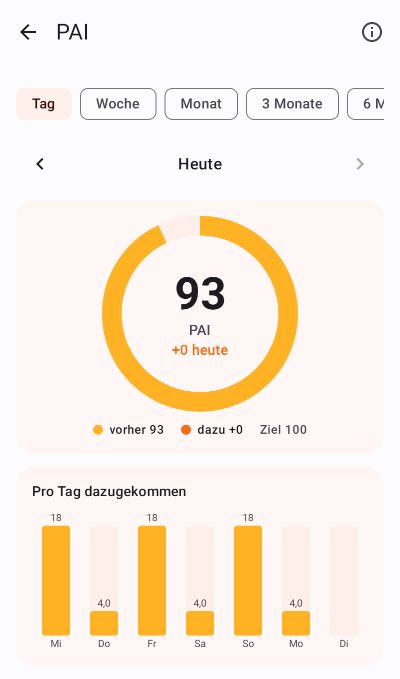 PAI
Tag Woche Monat 3 Monate 6 M
Heute
93
PAI
+0 heute
vorher 93 dazu +0 Ziel 100
Pro Tag dazugekommen
18 4,0 18 4,0 18 4,0
Mi Do Fr Sa So Mo Di